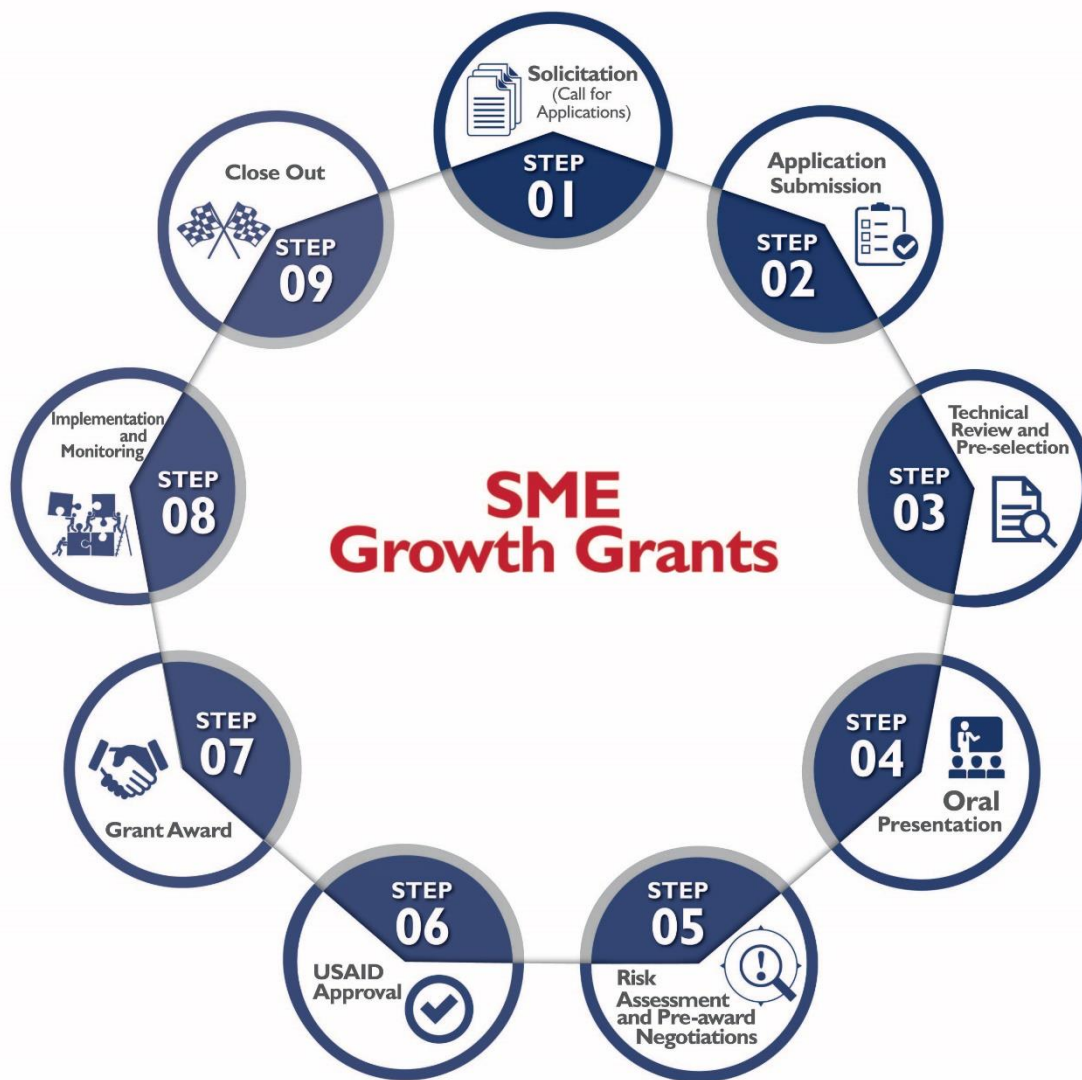 Solicitation
(Call for
Applications)
STEP
01
Application
Submission
STEP
02
Technical
Review and
Pre-selection
STEP
03
STEP
04
Oral
Presentation
STEP
05
Risk
Assessment
and Pre-award
Negotiations
STEP
06
USAID
Approval
STEP
07
Grant Award
Implementation
and
Monitoring
STEP
08
Close Out
STEP
09
SME
Growth Grants